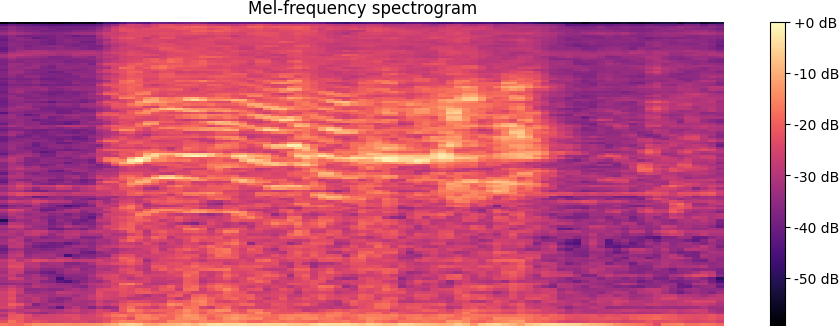 Mel-frequency spectrogram
+0 dB
-10 dB
-20 dB
-30 dB
-40 dB
-50 dB